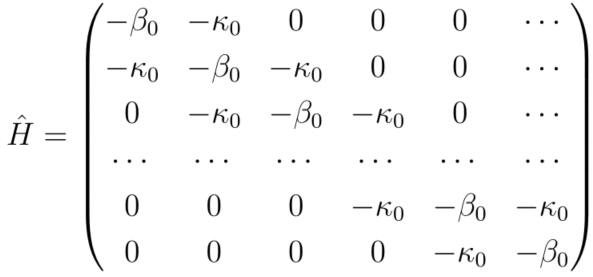 −β₀ −κ₀ 0 0 0 ⋯
−κ₀ −β₀ −κ₀ 0 0 ⋯
0 −κ₀ −β₀ −κ₀ 0 ⋯
Ĥ = ⋯ ⋯ ⋯ ⋯ ⋯ ⋯
0 0 0 −κ₀ −β₀ −κ₀
0 0 0 0 −κ₀ −β₀